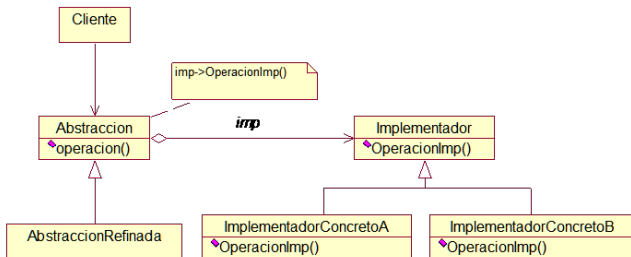 Cliente
imp->OperacionImp()
Abstraccion
operacion()
imp
Implementador
OperacionImp()
AbstraccionRefinada
ImplementadorConcretoA
OperacionImp()
ImplementadorConcretoB
OperacionImp()